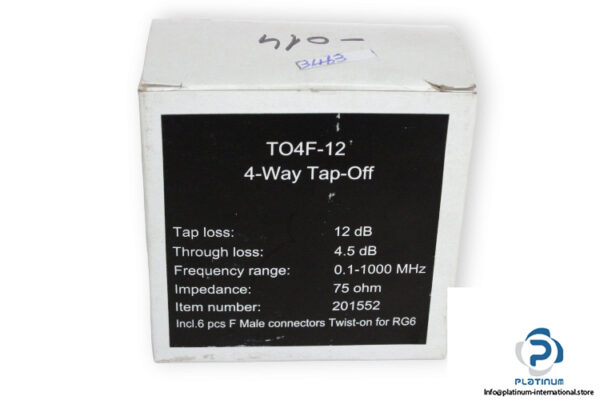 -014
TO4F-12
4-Way Tap-Off
Tap loss: 12 dB
Through loss: 4.5 dB
Frequency range: 0.1-1000 MHz
Impedance: 75 ohm
Item number: 201552
Incl.6 pcs F Male connectors Twist-on for RG6
PLATINUM
Info@platinum-international.store